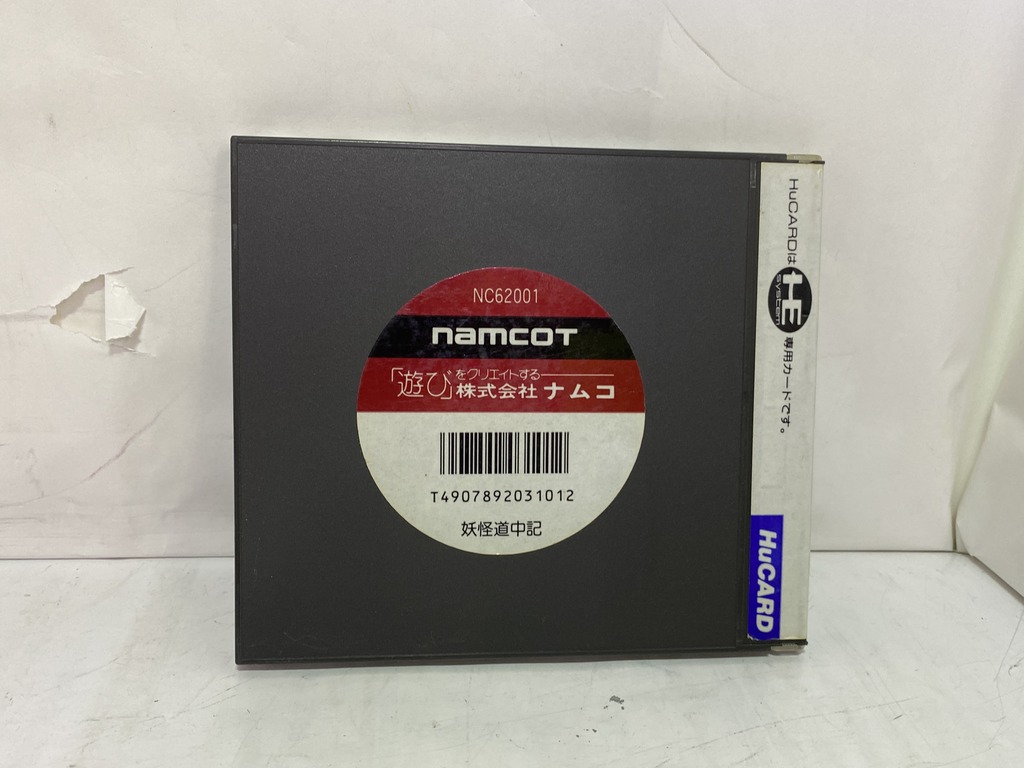 NC62001
namcot
「遊び」をクリエイトする
株式会社ナムコ
T4907892031012
妖怪道中記
HuCARDは HE system 専用カードです。
HuCARD